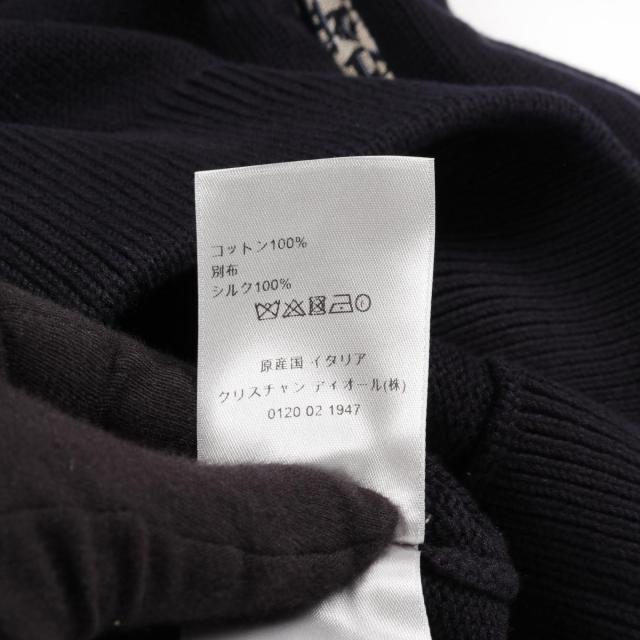 コットン100%
別布
シルク100%
原産国 イタリア
クリスチャン ディオール(株)
0120 02 1947